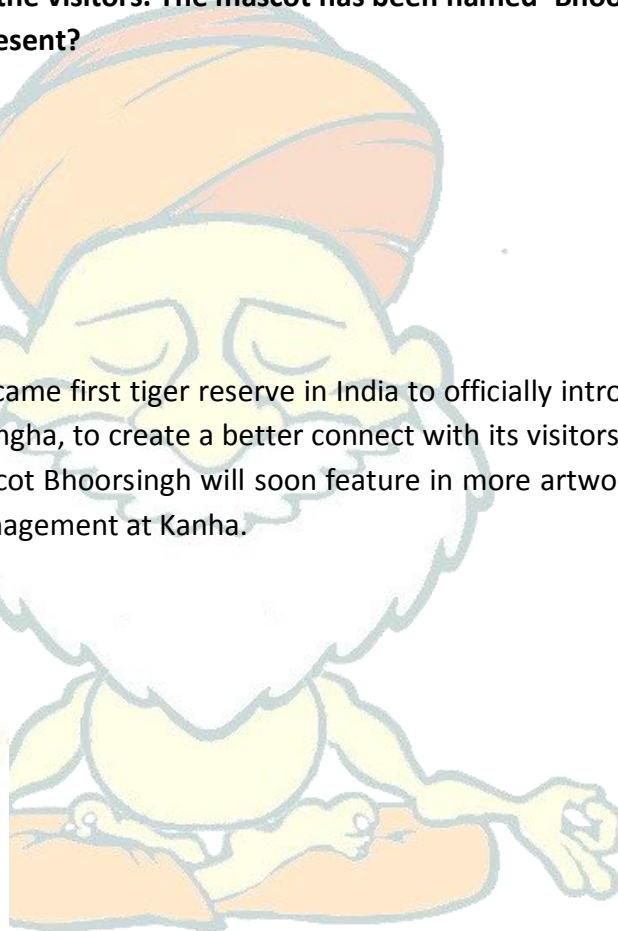 the visitors. The mascot has been named
esent?
came first tiger reserve in India to officially intro
ngha, to create a better connect with its visitors
cot Bhoorsingh will soon feature in more artwo
nagement at Kanha.